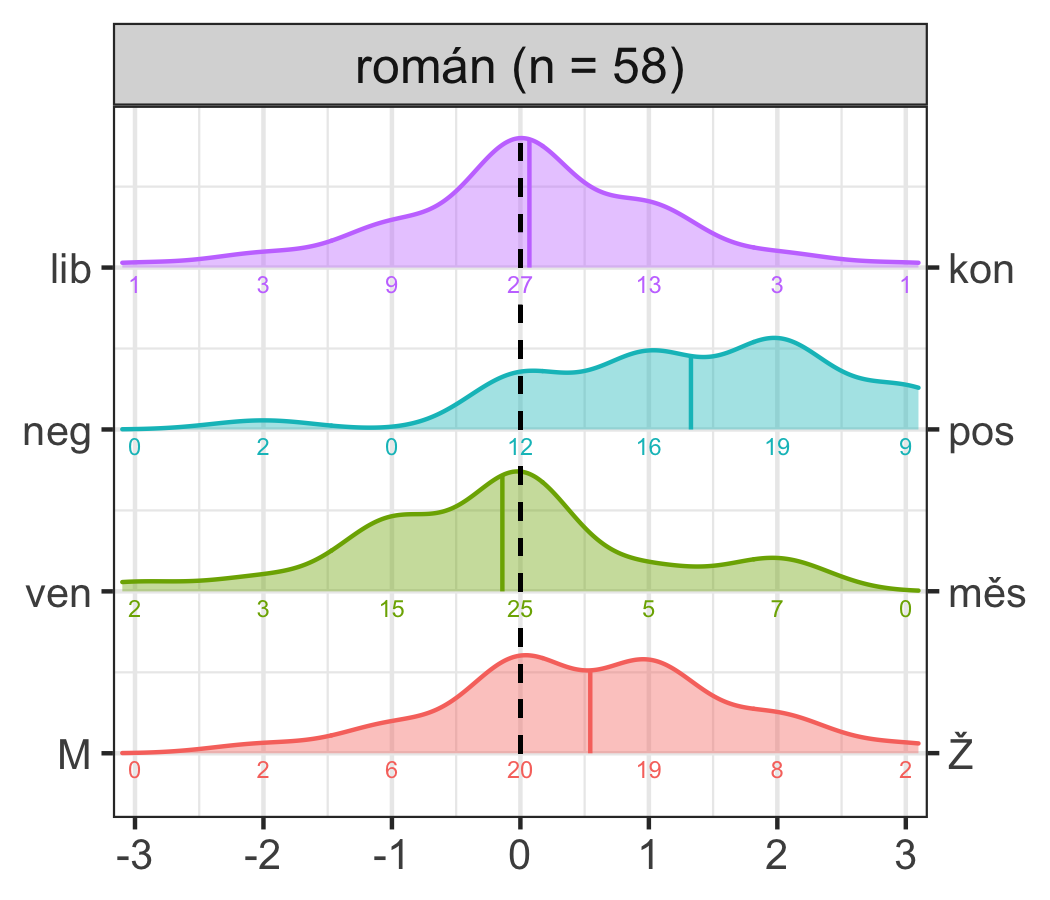 román (n = 58)
lib kon
1 3 9 27 13 3 1
neg pos
0 2 0 12 16 19 9
ven měs
2 3 15 25 5 7 0
M Ž
0 2 6 20 19 8 2
-3 -2 -1 0 1 2 3